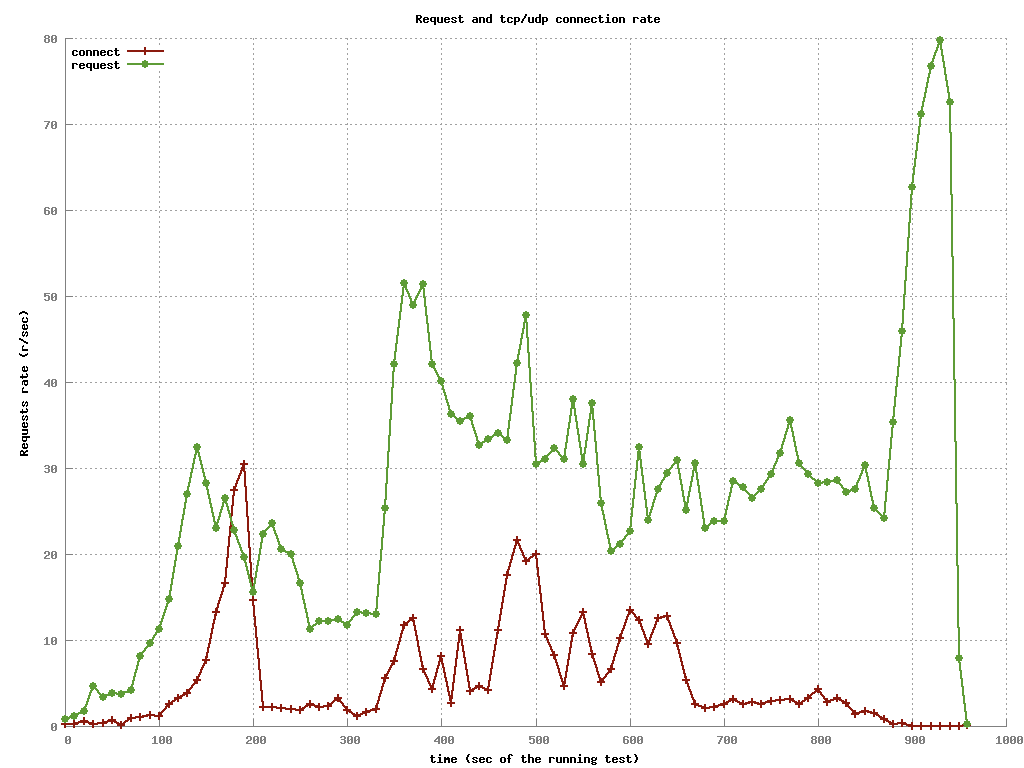 Request and tcp/udp connection rate
connect
request
80
70
60
50
40
30
20
10
0
Requests rate (r/sec)
0 100 200 300 400 500 600 700 800 900 1000
time (sec of the running test)